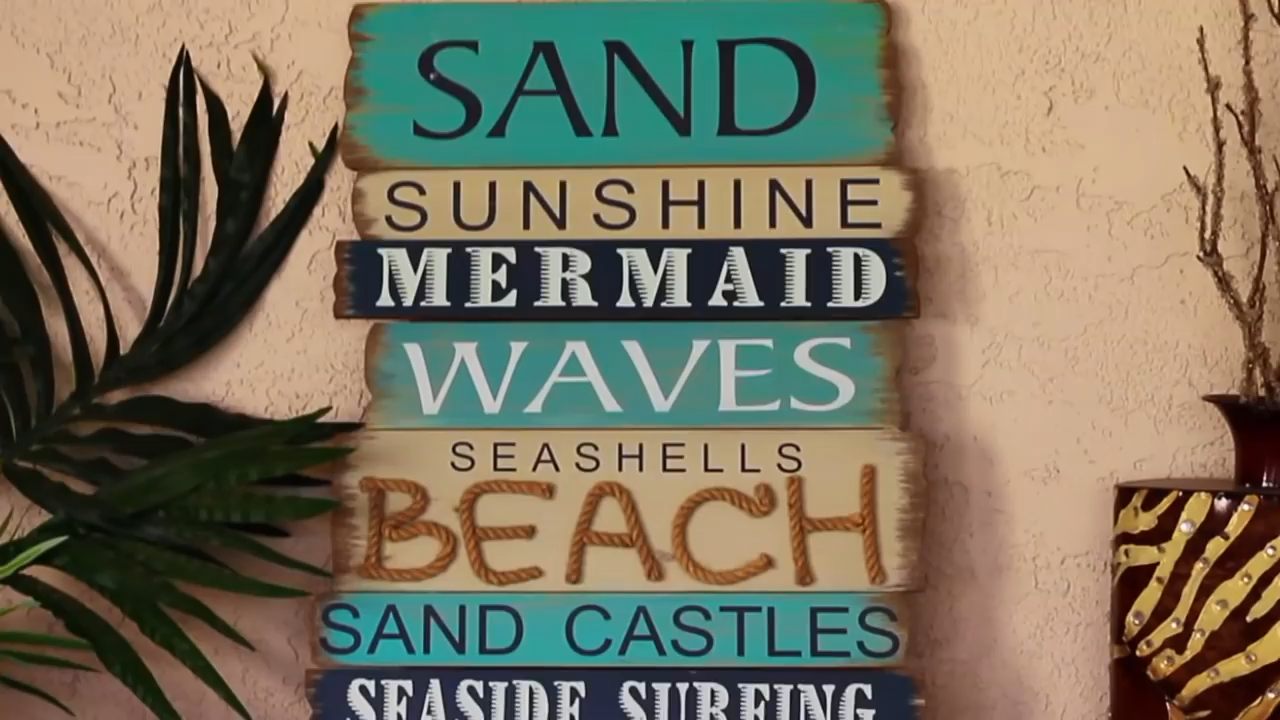 SAND
SUNSHINE
MERMAID
WAVES
SEASHELLS
BEACH
SAND CASTLES
SEASIDE SURFING